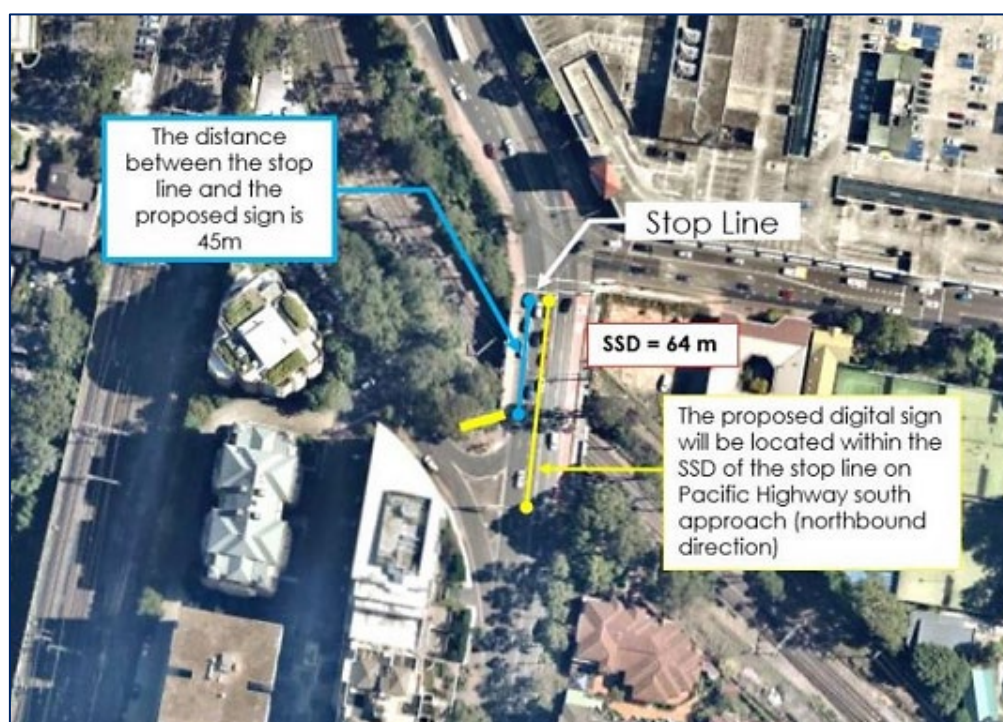 The distance
between the stop
line and the
proposed sign is
45m
Stop Line
SSD = 64 m
The proposed digital sign
will be located within the
SSD of the stop line on
Pacific Highway south
approach (northbound
direction)